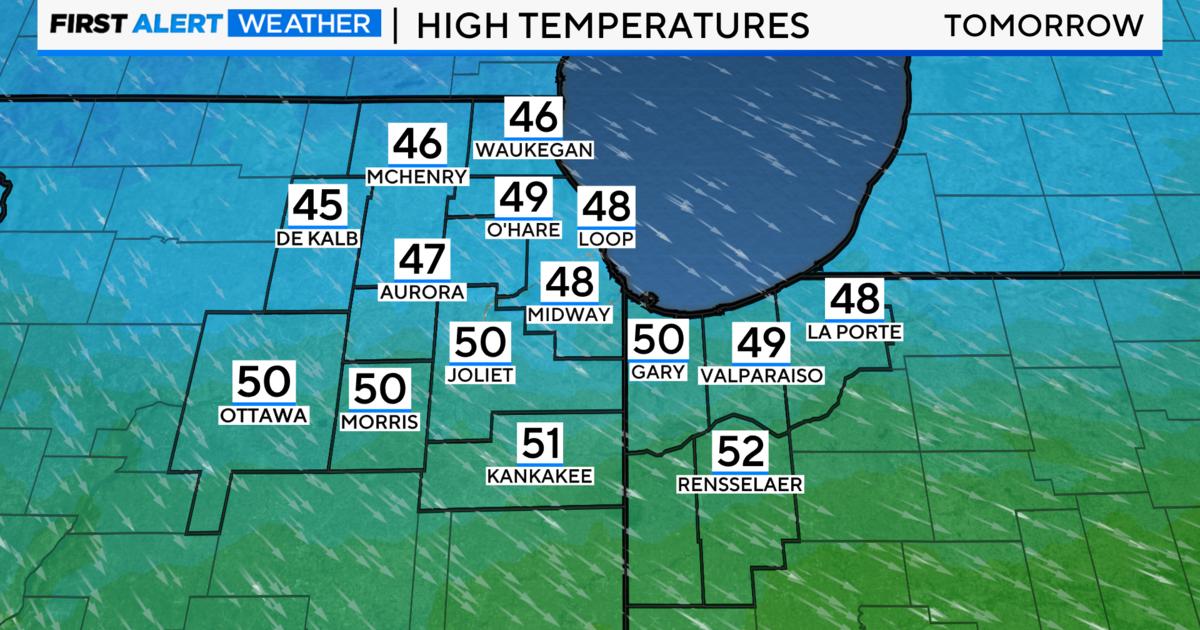 FIRST ALERT WEATHER | HIGH TEMPERATURES TOMORROW
46
WAUKEGAN
46
MCHENRY
45
DE KALB
49
O'HARE
48
LOOP
47
AURORA
48
MIDWAY
48
LA PORTE
50
JOLIET
50
GARY
49
VALPARAISO
50
OTTAWA
50
MORRIS
51
KANKAKEE
52
RENSSELAER